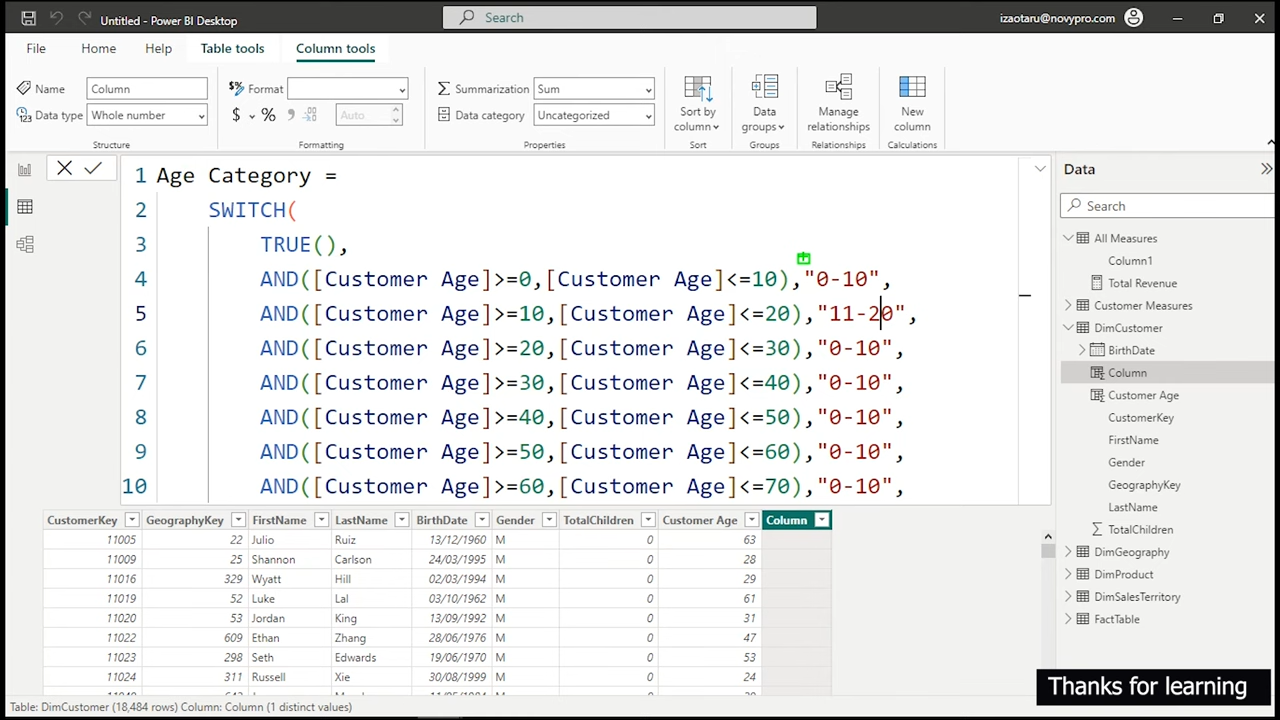 Untitled - Power BI Desktop
Search
izaotaru@novypro.com
File Home Help Table tools Column tools
Name Column
Format
Summarization Sum
Data type Whole number
$ % Auto
Data category Uncategorized
Sort by column
Data groups
Manage relationships
New column
Structure Formatting Properties Sort Groups Relationships Calculations
1 Age Category =
2 SWITCH(
3 TRUE(),
4 AND([Customer Age]>=0,[Customer Age]<=10),"0-10",
5 AND([Customer Age]>=10,[Customer Age]<=20),"11-20",
6 AND([Customer Age]>=20,[Customer Age]<=30),"0-10",
7 AND([Customer Age]>=30,[Customer Age]<=40),"0-10",
8 AND([Customer Age]>=40,[Customer Age]<=50),"0-10",
9 AND([Customer Age]>=50,[Customer Age]<=60),"0-10",
10 AND([Customer Age]>=60,[Customer Age]<=70),"0-10",
CustomerKey GeographyKey FirstName LastName BirthDate Gender TotalChildren Customer Age Column
11005 22 Julio Ruiz 13/12/1960 M 0 63
11009 25 Shannon Carlson 24/03/1995 M 0 28
11016 329 Wyatt Hill 02/03/1994 M 0 29
11019 52 Luke Lal 03/10/1962 M 0 61
11020 53 Jordan King 13/09/1992 M 0 31
11022 609 Ethan Zhang 28/06/1976 M 0 47
11023 298 Seth Edwards 19/06/1970 M 0 53
11024 311 Russell Xie 30/08/1999 M 0 24
Data
Search
All Measures
Column1
Total Revenue
Customer Measures
DimCustomer
BirthDate
Column
Customer Age
CustomerKey
FirstName
Gender
GeographyKey
LastName
TotalChildren
DimGeography
DimProduct
DimSalesTerritory
FactTable
Thanks for learning
Table: DimCustomer (18,484 rows) Column: Column (1 distinct values)